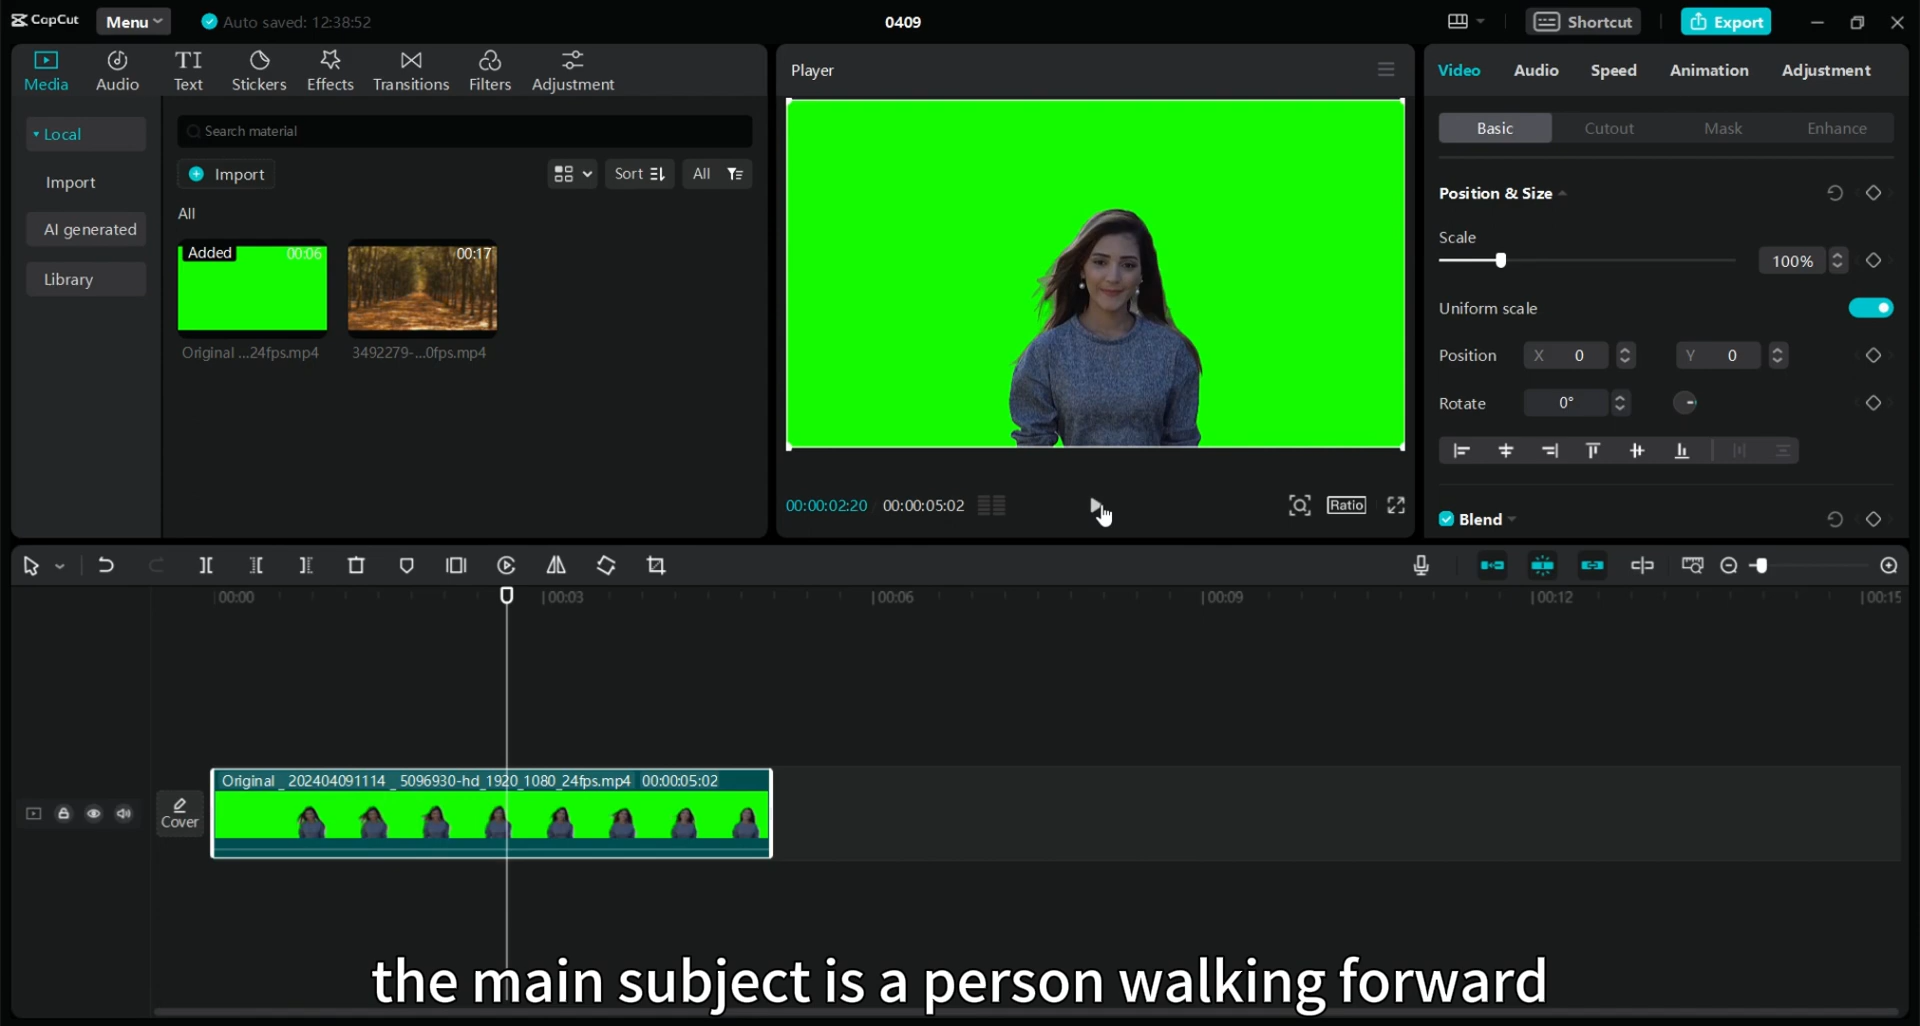 CapCut
Menu
Auto saved: 12:38:52
0409
Shortcut
Export
Media
Audio
Text
Stickers
Effects
Transitions
Filters
Adjustment
Local
Import
AI generated
Library
Search material
Import
Sort
All
All
Added
00:06
00:17
Original ...24fps.mp4
3492279-...0fps.mp4
Player
00:00:02:20
00:00:05:02
Ratio
Video
Audio
Speed
Animation
Adjustment
Basic
Cutout
Mask
Enhance
Position & Size
Scale
100%
Uniform scale
Position
X 0
Y 0
Rotate
0°
Blend
00:00
00:03
00:06
00:09
00:12
00:15
Cover
Original_202404091114_5096930-hd_1920_1080_24fps.mp4 00:00:05:02
the main subject is a person walking forward